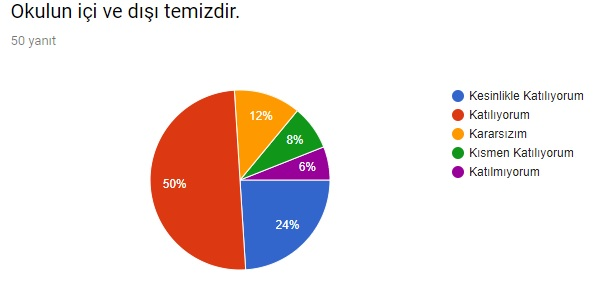 Okulun içi ve dışı temizdir.
50 yanıt
Kesinlikle Katılıyorum
Katılıyorum
Kararsızım
Kısmen Katılıyorum
Katılmıyorum
12%
8%
6%
50%
24%